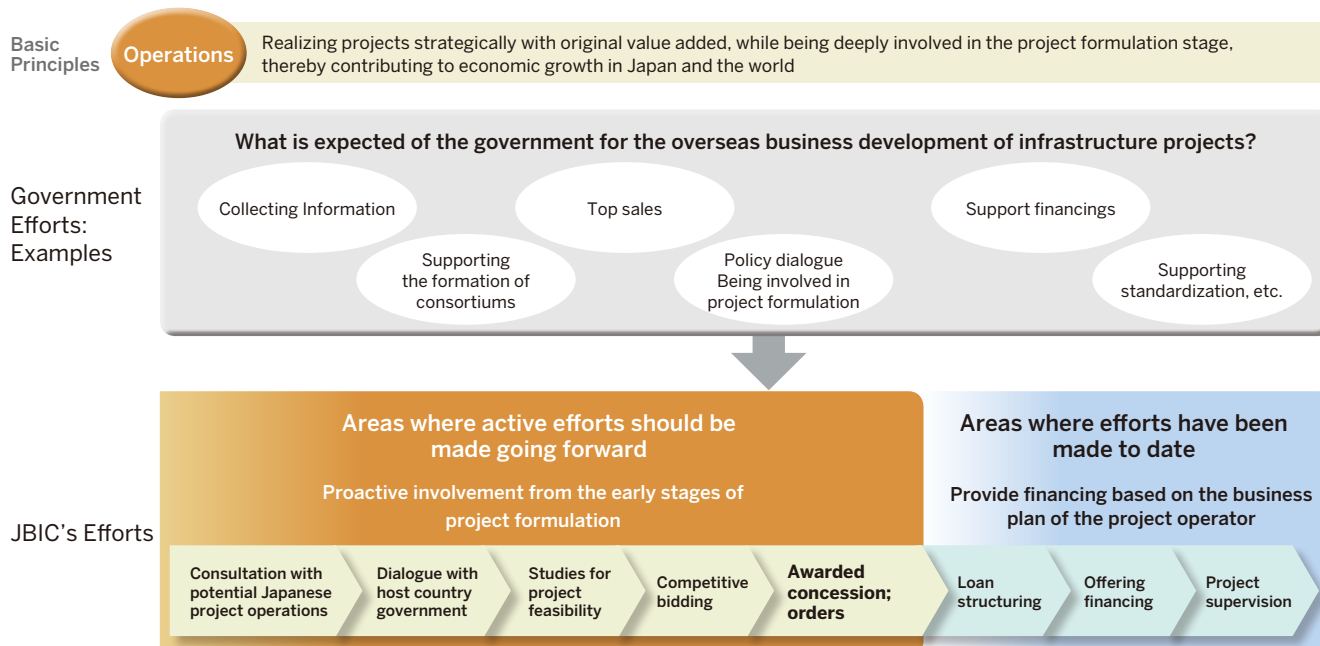 Basic
Principles
Operations
Realizing projects strategically with original value added, while being deeply involved in the project formulation stage,
thereby contributing to economic growth in Japan and the world
Government
Efforts:
Examples
What is expected of the government for the overseas business development of infrastructure projects?
Collecting Information
Supporting
the formation of
consortiums
Top sales
Policy dialogue
Being involved in
project formulation
Support financings
Supporting
standardization, etc.
JBIC's Efforts
Areas where active efforts should be
made going forward
Proactive involvement from the early stages of
project formulation
Areas where efforts have been
made to date
Provide financing based on the business
plan of the project operator
Consultation with
potential Japanese
project operations
Dialogue with
host country
government
Studies for
project
feasibility
Competitive
bidding
Awarded
concession;
orders
Loan
structuring
Offering
financing
Project
supervision